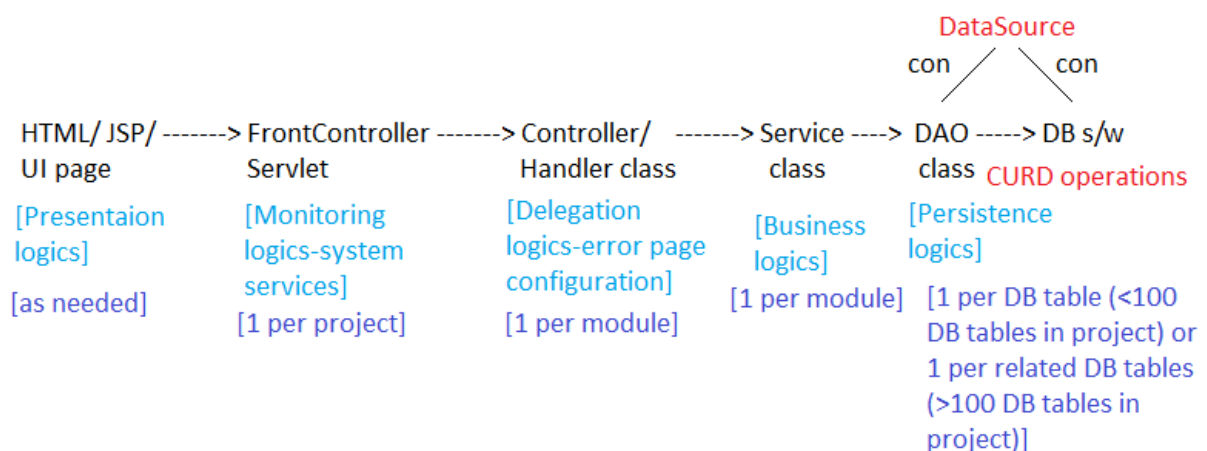 DataSource
con con
HTML/ JSP/ -------> FrontController -------> Controller/ -------> Service ----> DAO -----> DB s/w
UI page Servlet Handler class class class CURD operations
[Presentaion
logics]
[as needed]
[Monitoring
logics-system
services]
[1 per project]
[Delegation
logics-error page
configuration]
[1 per module]
[Business
logics]
[1 per module]
[Persistence
logics]
[1 per DB table (<100
DB tables in project) or
1 per related DB tables
(>100 DB tables in
project)]